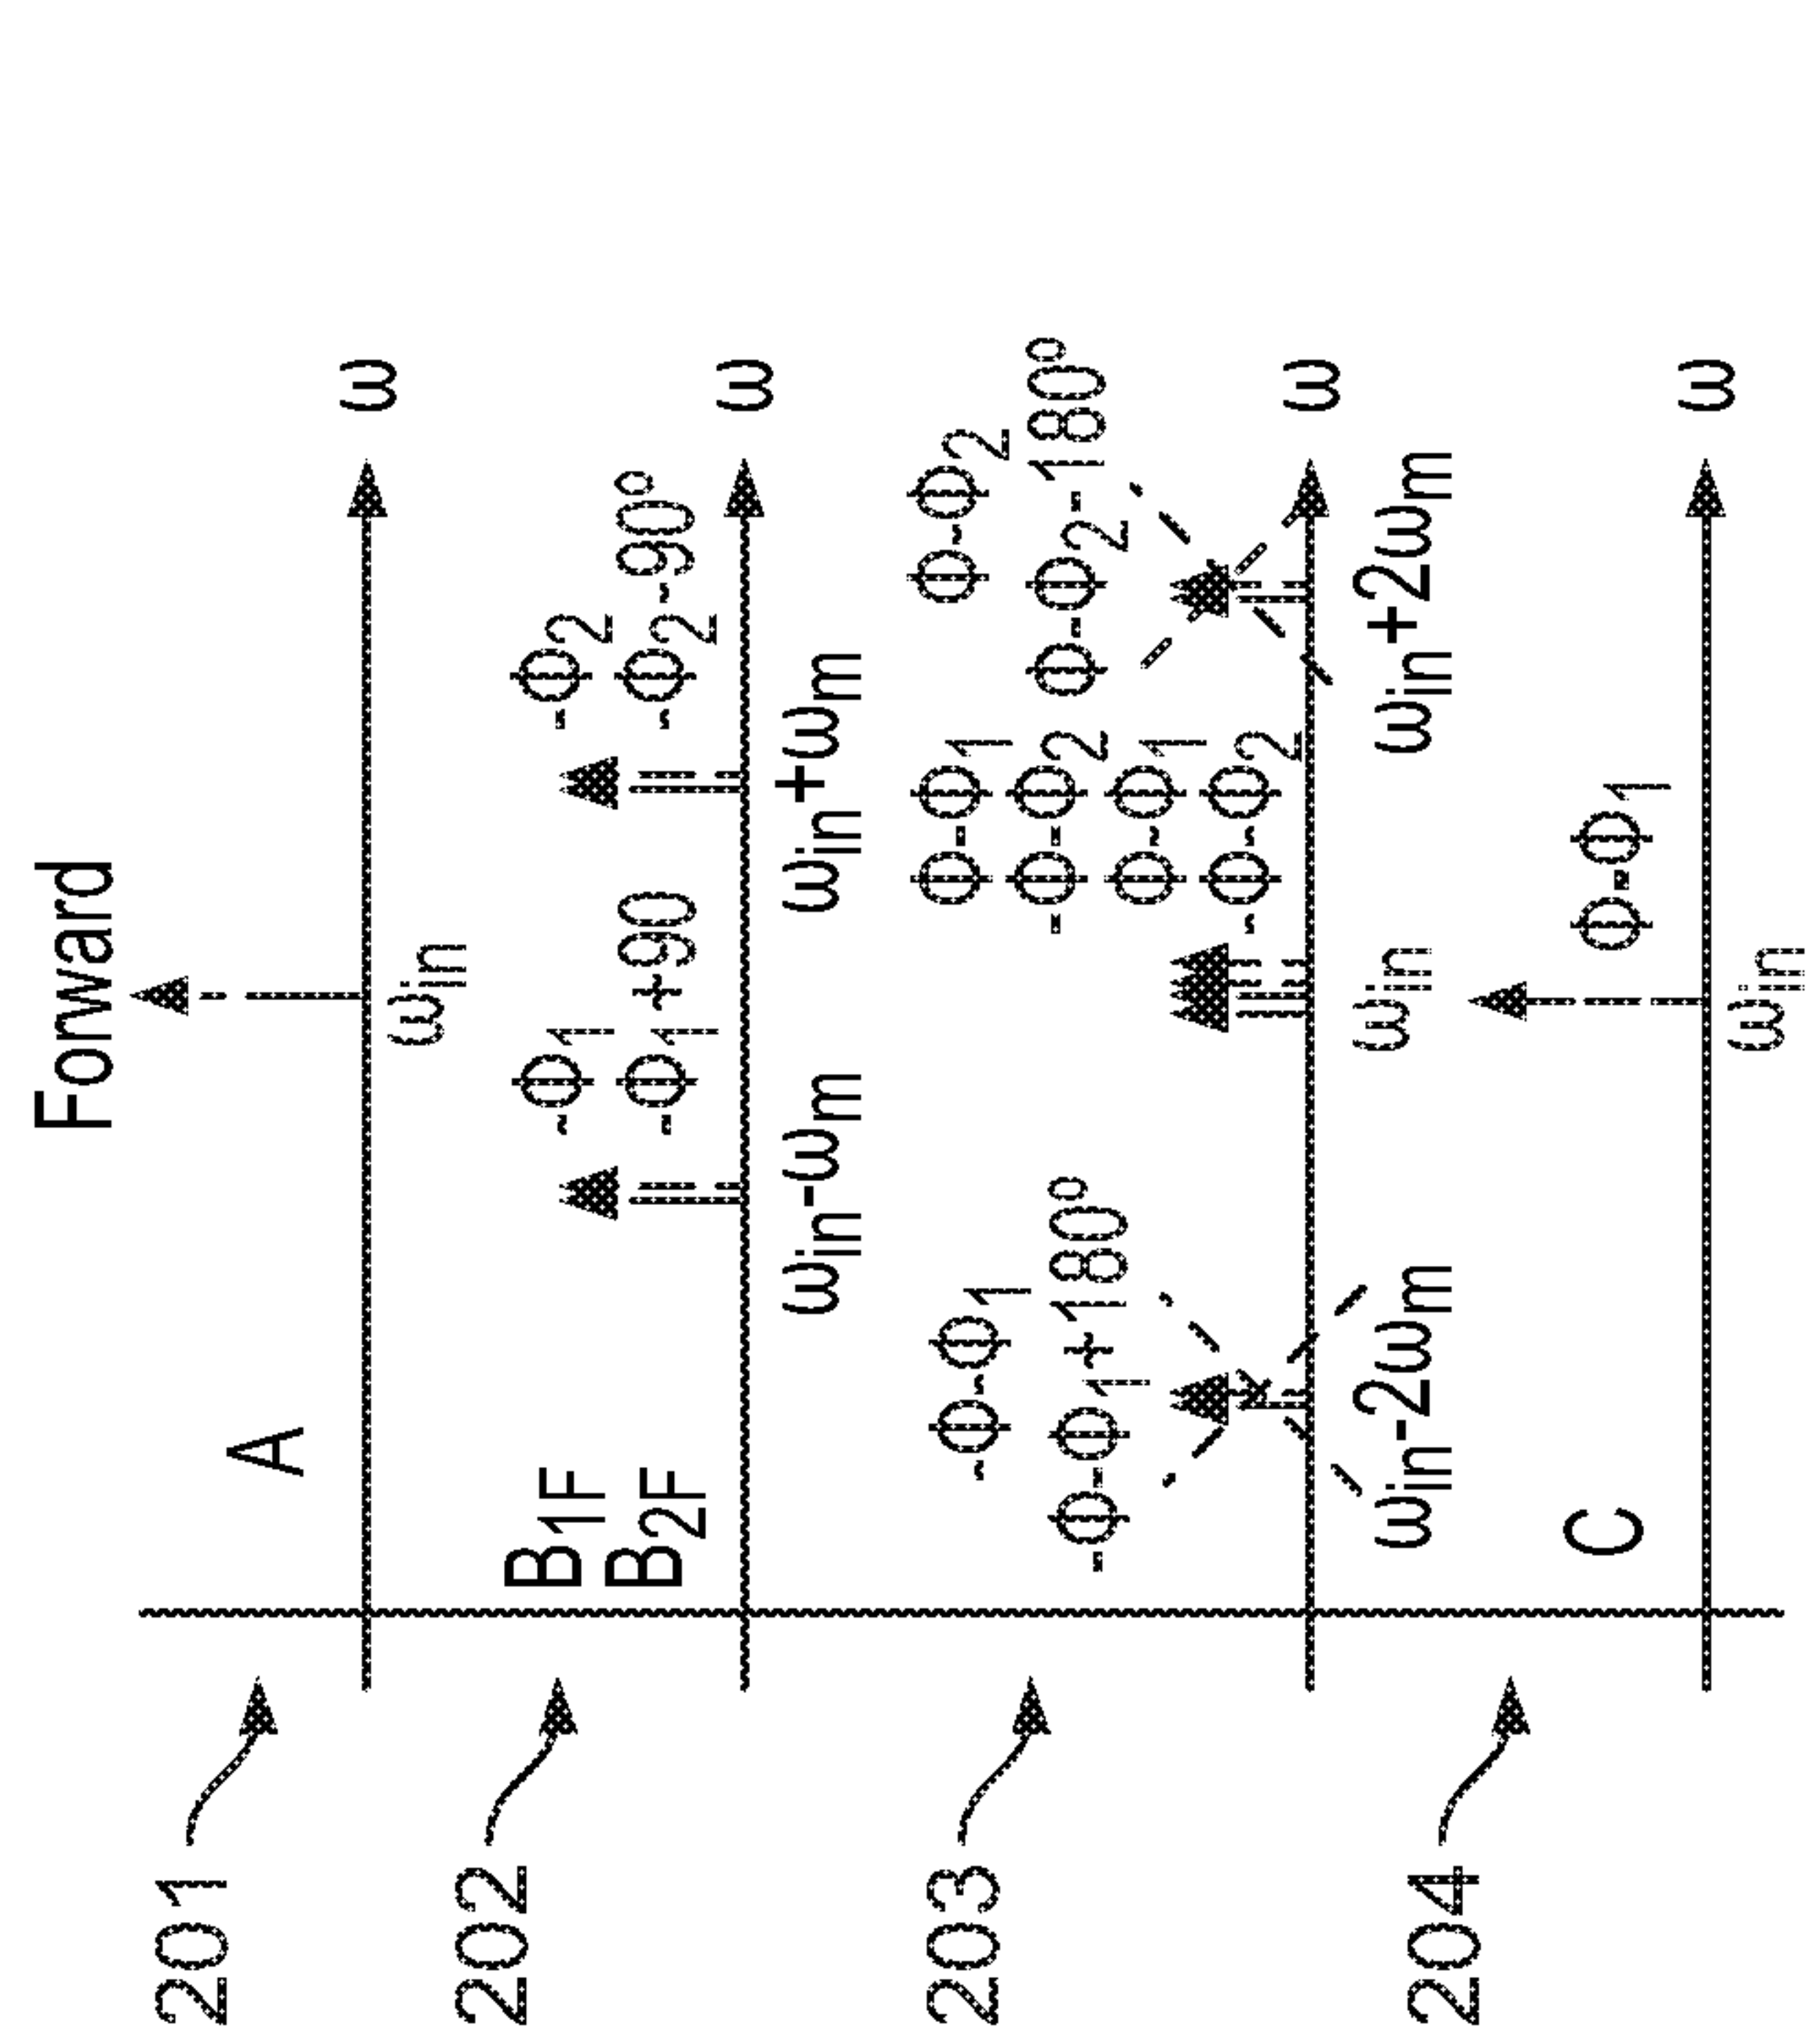 Forward
201
A
ω
ωin
202
B1F
-Φ1
-Φ2
B2F
-Φ1+90
-Φ2-90°
ω
ωin-ωm
ωin+ωm
203
-Φ-Φ1
Φ-Φ1
Φ-Φ2
-Φ-Φ1+180°
-Φ-Φ2
Φ-Φ2-180°
Φ-Φ1
-Φ-Φ2
ω
ωin-2ωm
ωin
ωin+2ωm
204
C
Φ-Φ1
ω
ωin